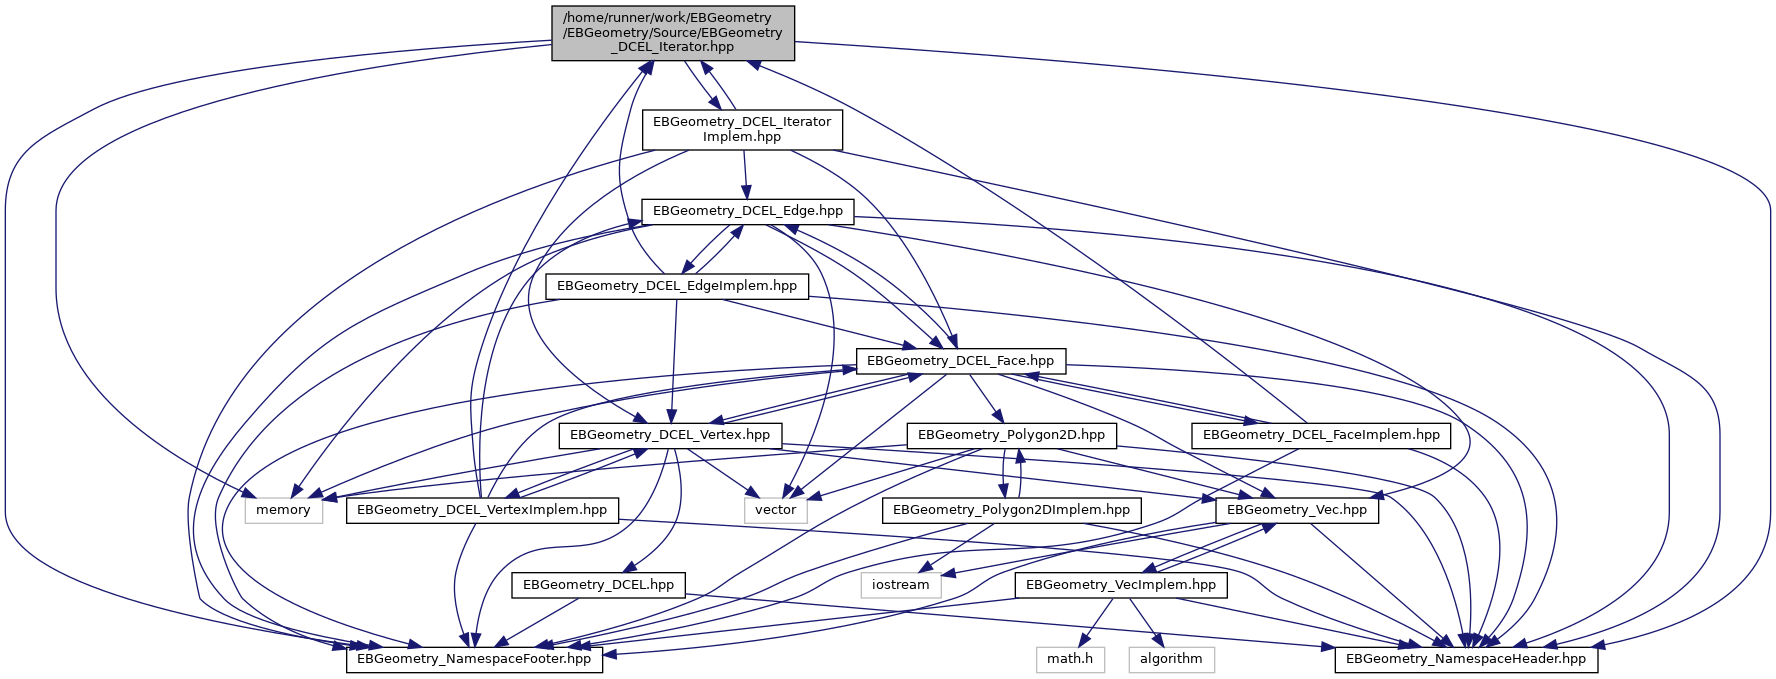 /home/runner/work/EBGeometry
/EBGeometry/Source/EBGeometry
_DCEL_Iterator.hpp
EBGeometry_DCEL_Iterator
Implem.hpp
EBGeometry_DCEL_Edge.hpp
EBGeometry_DCEL_EdgeImplem.hpp
EBGeometry_DCEL_Face.hpp
EBGeometry_DCEL_Vertex.hpp
EBGeometry_Polygon2D.hpp
EBGeometry_DCEL_FaceImplem.hpp
memory
EBGeometry_DCEL_VertexImplem.hpp
vector
EBGeometry_Polygon2DImplem.hpp
EBGeometry_Vec.hpp
EBGeometry_DCEL.hpp
iostream
EBGeometry_VecImplem.hpp
EBGeometry_NamespaceFooter.hpp
math.h
algorithm
EBGeometry_NamespaceHeader.hpp